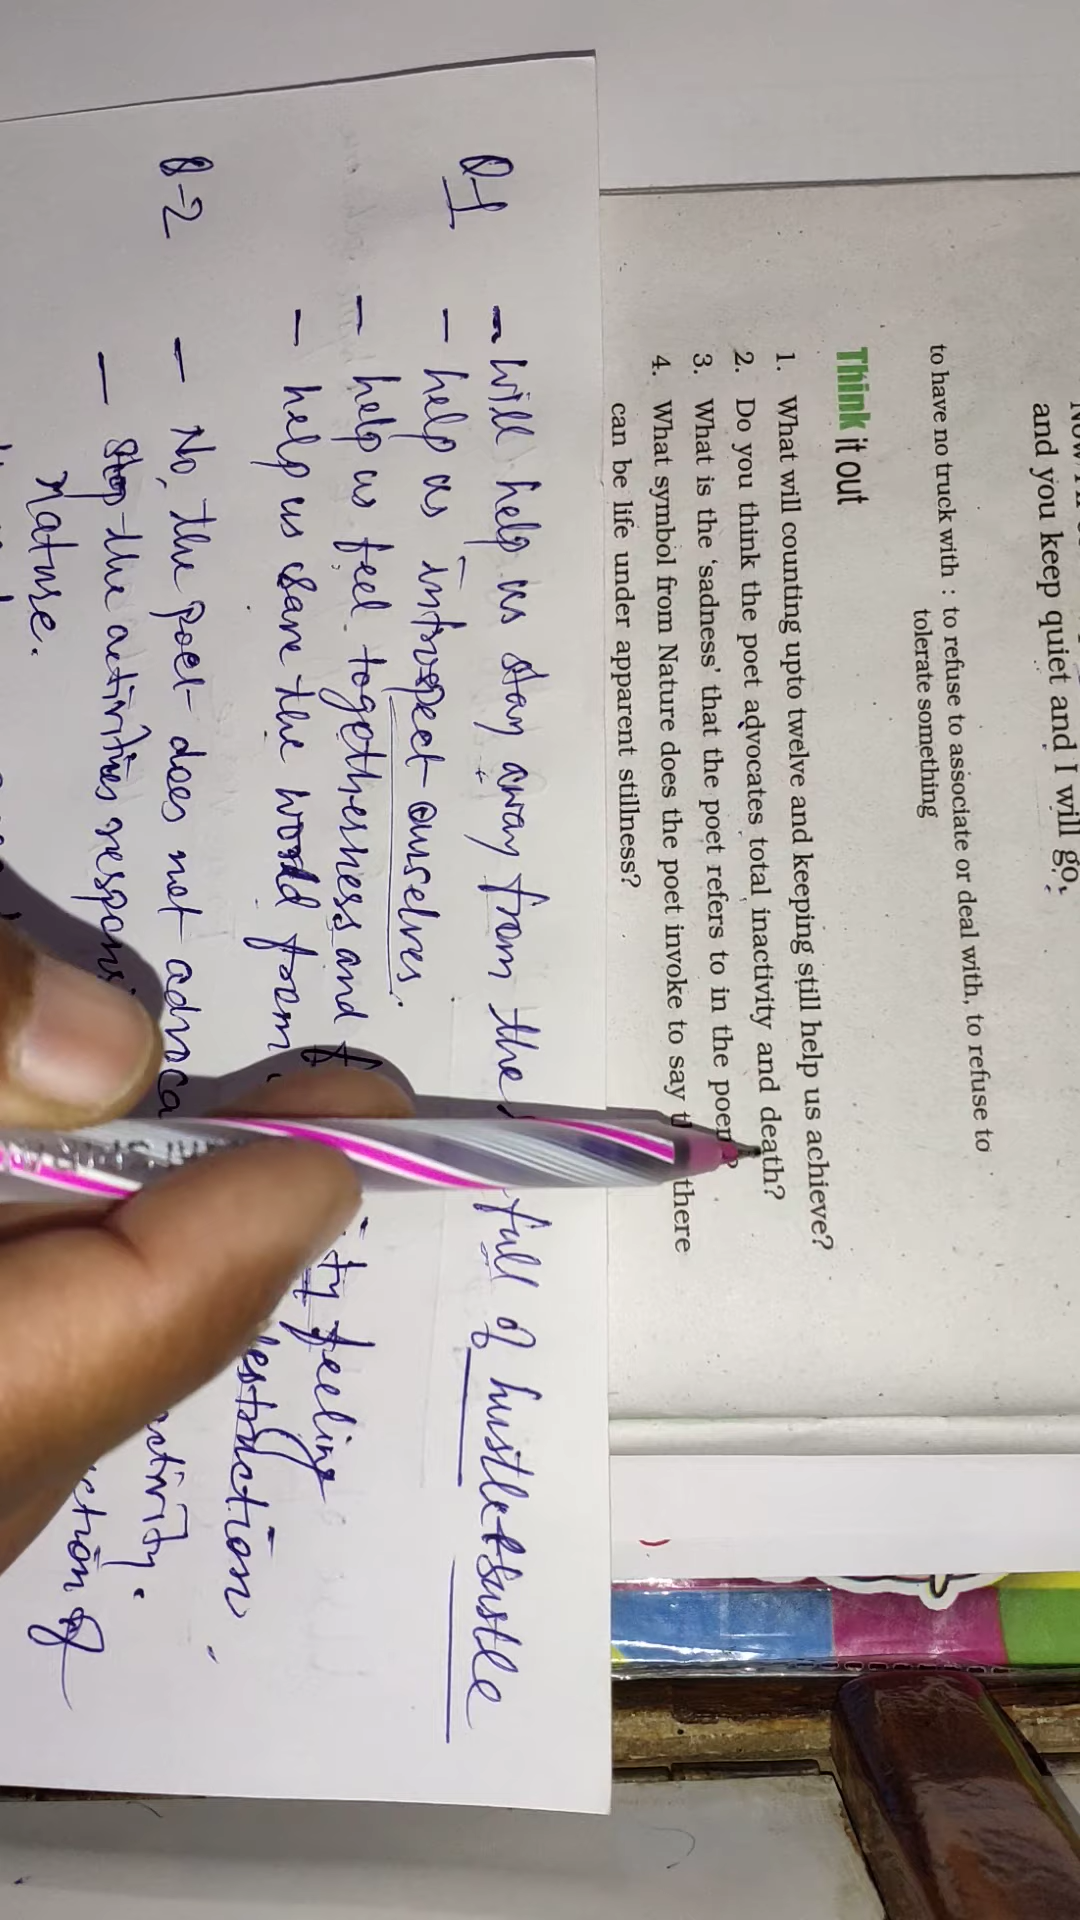 and you keep quiet and I will go.
to have no truck with : to refuse to associate or deal with, to refuse to
tolerate something
Think it out
1. What will counting upto twelve and keeping still help us achieve?
2. Do you think the poet advocates total inactivity and death?
3. What is the 'sadness' that the poet refers to in the
4. What symbol from Nature does the poet invoke to say there
can be life under apparent stillness?
Q1 - Will help us stay away from the full of hustle & bustle
- help us introspect ourselves.
- help us feel togetherness and feeling
- help us save the world from
Q-2 - No, the poet does not
- stop the activities
Nature.